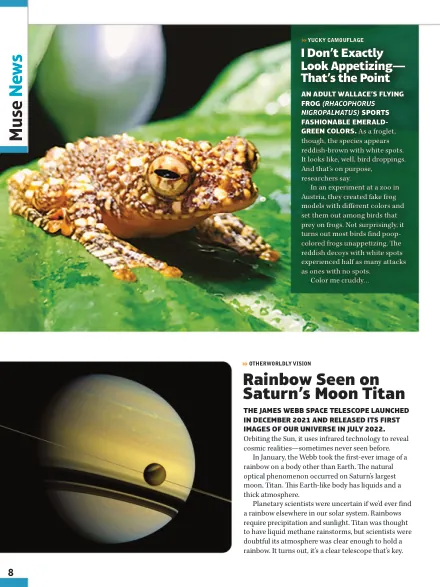 Muse News
YUCKY CAMOUFLAGE
I Don't Exactly
Look Appetizing—
That's the Point
AN ADULT WALLACE'S FLYING
FROG (RHACOPHORUS
NIGROPALMATUS) SPORTS
FASHIONABLE EMERALD-
GREEN COLORS. As a froglet,
though, the species appears
reddish-brown with white spots.
It looks like, well, bird droppings.
And that's on purpose,
researchers say.
In an experiment at a zoo in
Austria, they created fake frog
models with different colors and
set them out among birds that
prey on frogs. Not surprisingly, it
turns out most birds find poop-
colored frogs unappetizing. The
reddish decoys with white spots
experienced half as many attacks
as ones with no spots.
Color me cruddy...
OTHERWORLDLY VISION
Rainbow Seen on
Saturn's Moon Titan
THE JAMES WEBB SPACE TELESCOPE LAUNCHED
IN DECEMBER 2021 AND RELEASED ITS FIRST
IMAGES OF OUR UNIVERSE IN JULY 2022.
Orbiting the Sun, it uses infrared technology to reveal
cosmic realities—sometimes never seen before.
In January, the Webb took the first-ever image of a
rainbow on a body other than Earth. The natural
optical phenomenon occurred on Saturn's largest
moon, Titan. This Earth-like body has liquids and a
thick atmosphere.
Planetary scientists were uncertain if we'd ever find
a rainbow elsewhere in our solar system. Rainbows
require precipitation and sunlight. Titan was thought
to have liquid methane rainstorms, but scientists were
doubtful its atmosphere was clear enough to hold a
rainbow. It turns out, it's a clear telescope that's key.
8